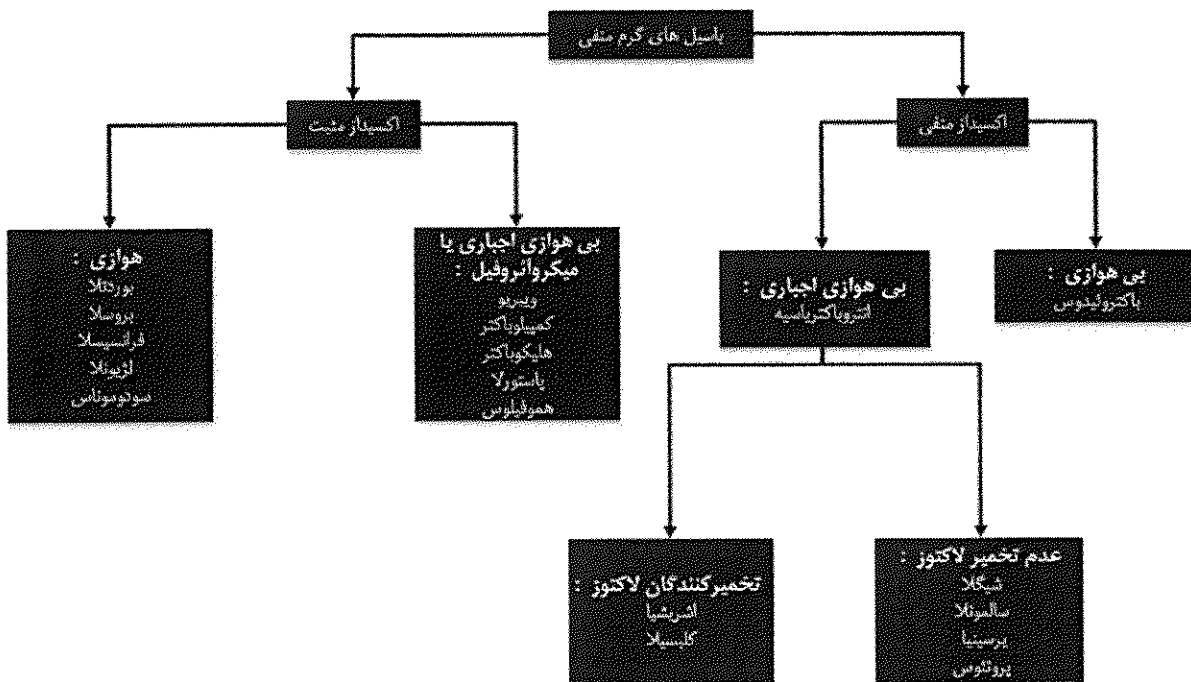 باسیل های گرم منفی
اکسیداز منفی
اکسیداز مثبت
بی هوازی :
باکتروئیدوس
بی هوازی اجباری :
انتروباکتریاسیه
بی هوازی اجباری یا
میکروائروفیل :
ویبریو
کمپیلوباکتر
هلیکوباکتر
پاستورلا
هموفیلوس
هوازی :
بوردتلا
بروسلا
فرانسیسلا
لژیونلا
سودوموناس
عدم تخمیر لاکتوز :
شیگلا
سالمونلا
یرسینیا
پروتئوس
تخمیرکنندگان لاکتوز :
اشریشیا
کلبسیلا